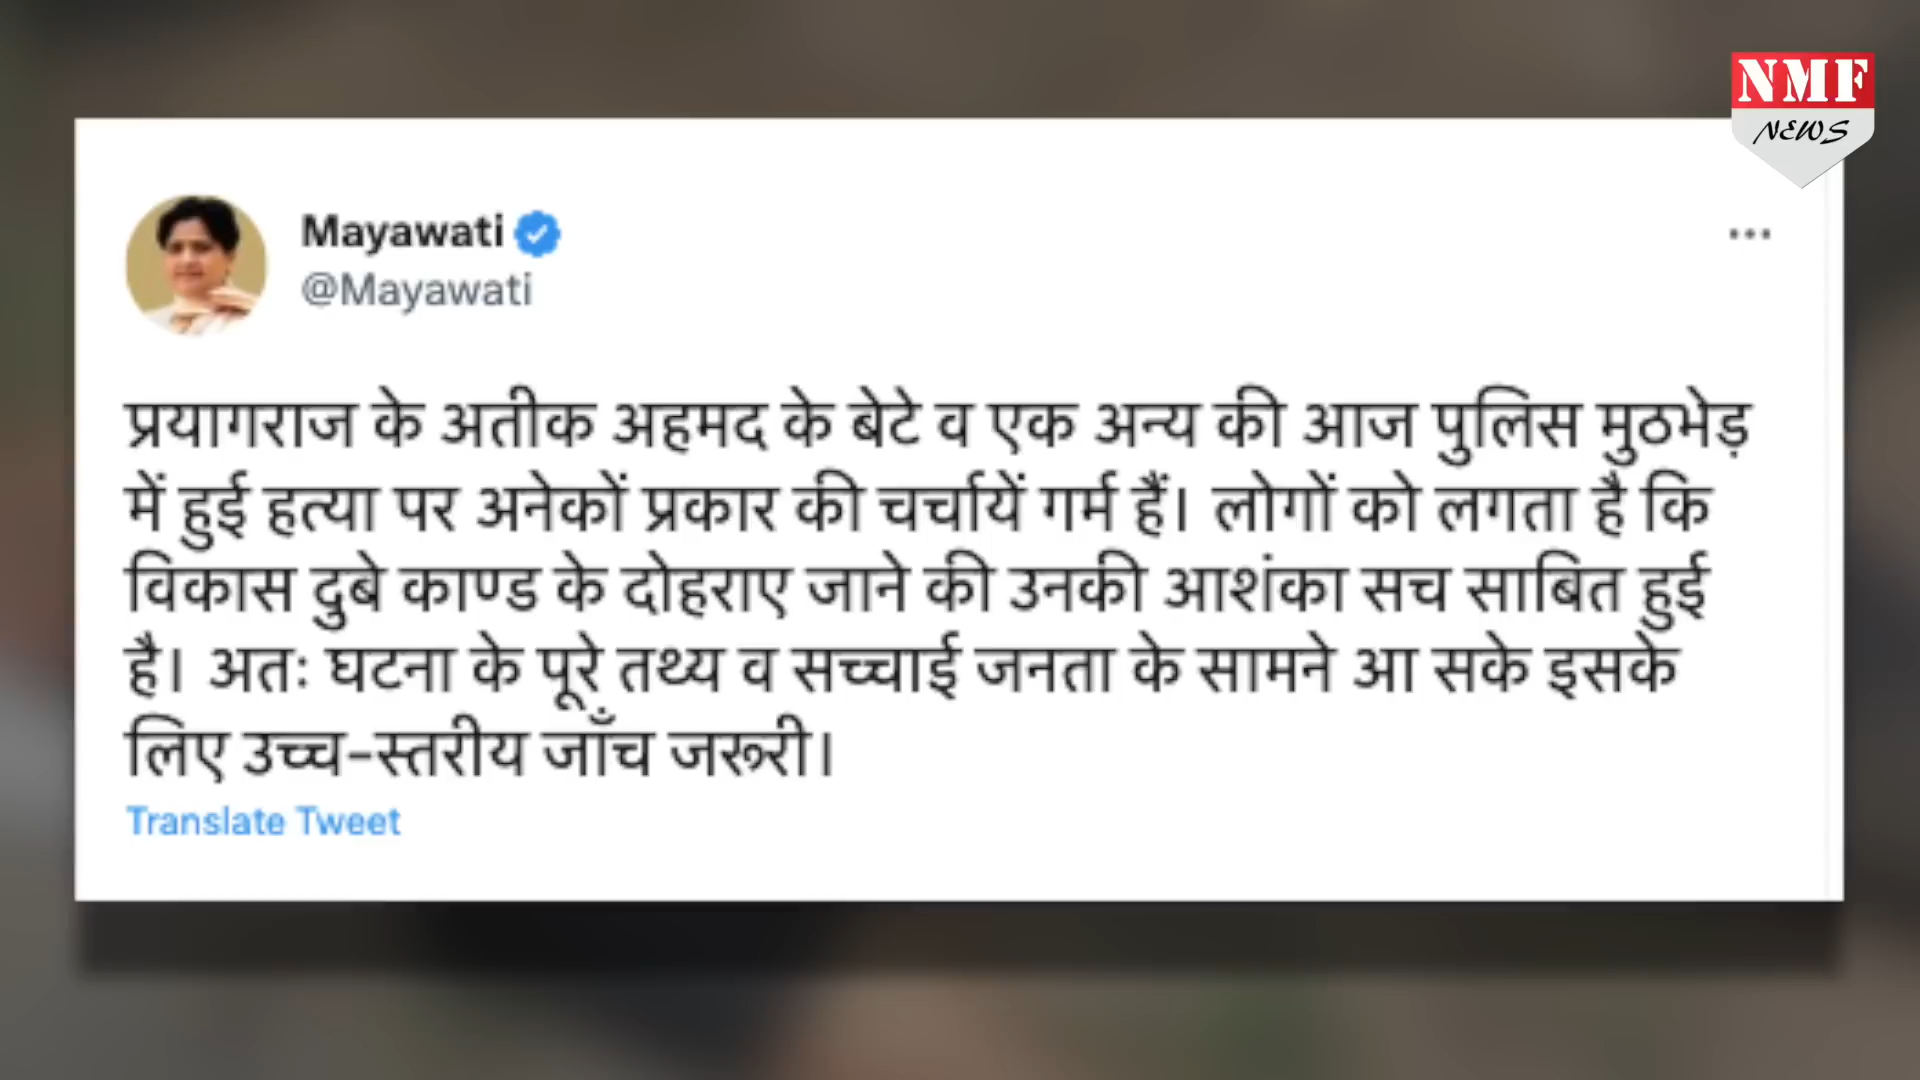 NMF
NEWS
Mayawati
@Mayawati
प्रयागराज के अतीक अहमद के बेटे व एक अन्य की आज पुलिस मुठभेड़
में हुई हत्या पर अनेकों प्रकार की चर्चायें गर्म हैं। लोगों को लगता है कि
विकास दुबे काण्ड के दोहराए जाने की उनकी आशंका सच साबित हुई
है। अतः घटना के पूरे तथ्य व सच्चाई जनता के सामने आ सके इसके
लिए उच्च-स्तरीय जाँच जरूरी।
Translate Tweet